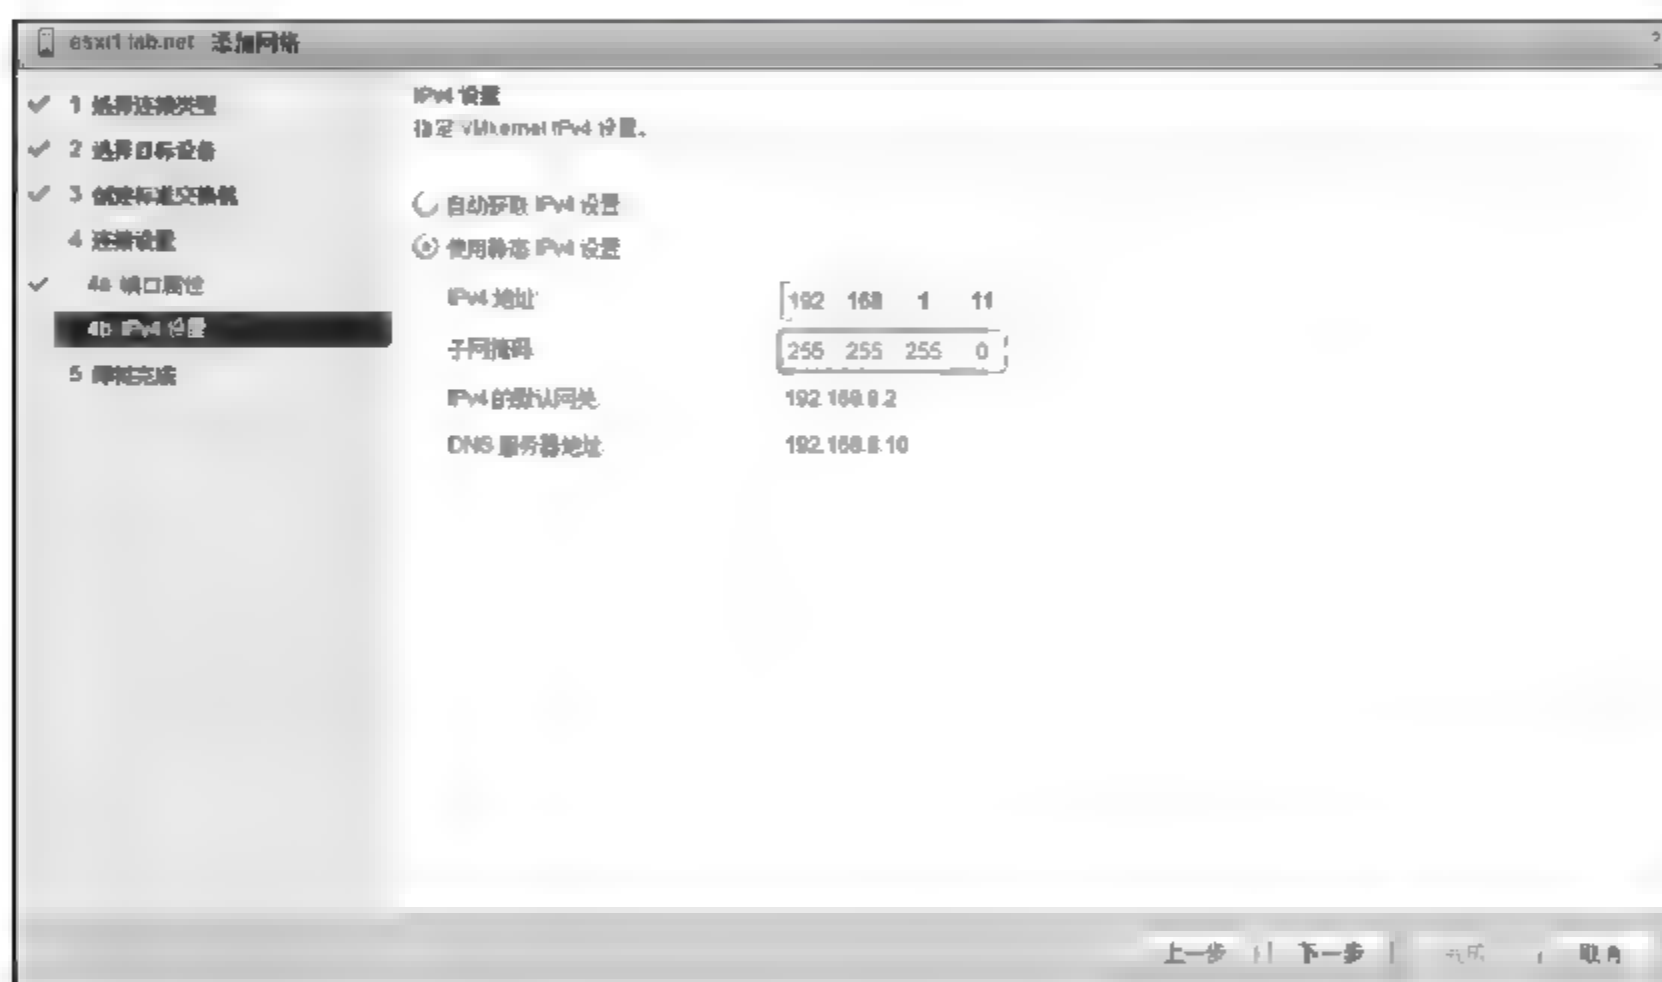 esxi1.lab.net 添加网络
?
1 选择连接类型
2 选择目标设备
3 创建标准交换机
4 连接设置
4a 端口属性
4b IPv4 设置
5 即将完成
IPv4 设置
指定 VMkernel IPv4 设置。
自动获取 IPv4 设置
使用静态 IPv4 设置
IPv4 地址 192 168 1 11
子网掩码 255 255 255 0
IPv4 的默认网关 192.168.8.2
DNS 服务器地址 192.168.8.10
上一步 下一步 完成 取消